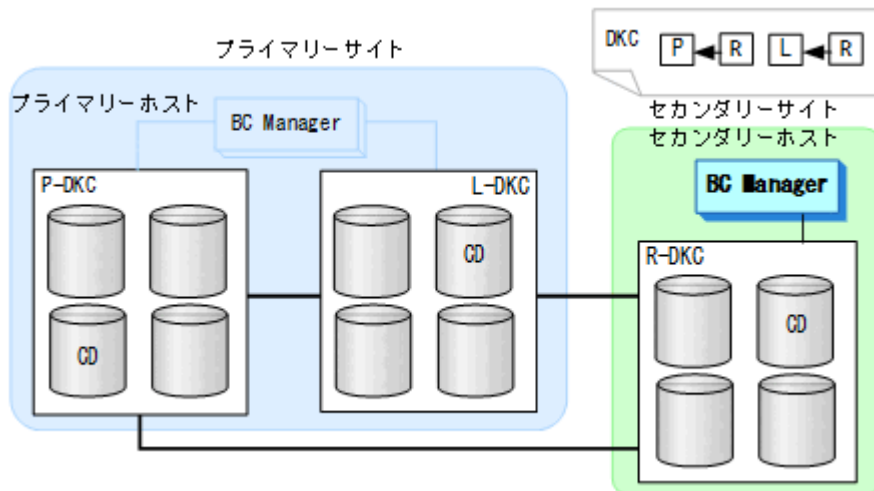 プライマリーサイト
DKC P R L R
プライマリーホスト
BC Manager
セカンダリーサイト
セカンダリーホスト
BC Manager
P-DKC
L-DKC
CD
CD
R-DKC
CD